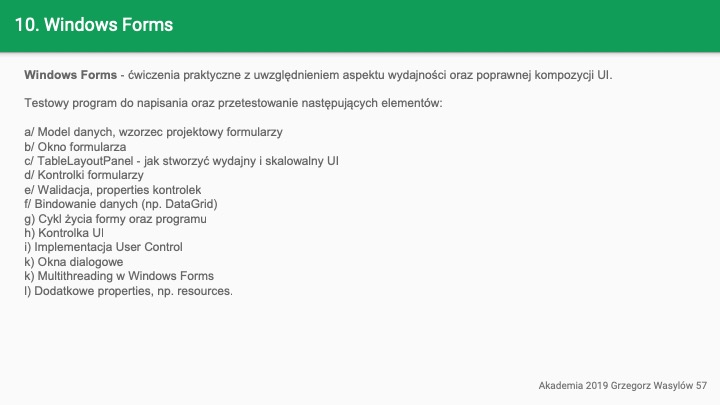 10. Windows Forms
Windows Forms - ćwiczenia praktyczne z uwzględnieniem aspektu wydajności oraz poprawnej kompozycji UI.
Testowy program do napisania oraz przetestowanie następujących elementów:
a/ Model danych, wzorzec projektowy formularzy
b/ Okno formularza
c/ TableLayoutPanel - jak stworzyć wydajny i skalowalny UI
d/ Kontrolki formularzy
e/ Walidacja, properties kontrolek
f/ Bindowanie danych (np. DataGrid)
g) Cykl życia formy oraz programu
h) Kontrolka UI
i) Implementacja User Control
k) Okna dialogowe
k) Multithreading w Windows Forms
l) Dodatkowe properties, np. resources.
Akademia 2019 Grzegorz Wasylów 57